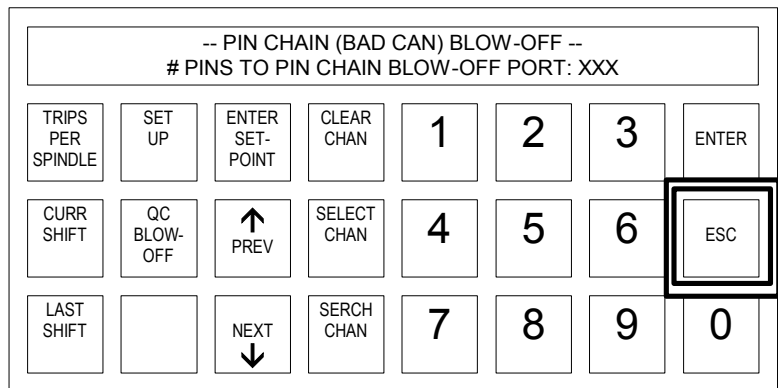 -- PIN CHAIN (BAD CAN) BLOW-OFF --
# PINS TO PIN CHAIN BLOW-OFF PORT: XXX
TRIPS
PER
SPINDLE
SET
UP
ENTER
SET-
POINT
CLEAR
CHAN
1
2
3
ENTER
CURR
SHIFT
QC
BLOW-
OFF
↑
PREV
SELECT
CHAN
4
5
6
ESC
LAST
SHIFT
NEXT
↓
SERCH
CHAN
7
8
9
0